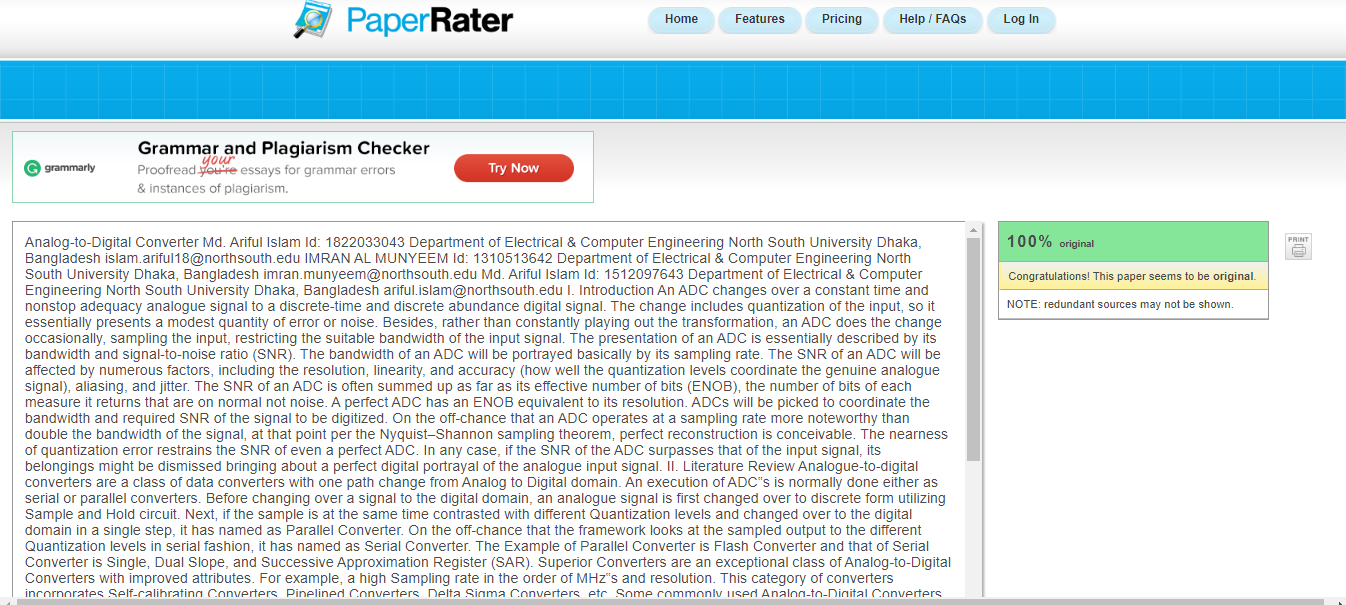 PaperRater
Home
Features
Pricing
Help / FAQs
Log In
grammarly
Grammar and Plagiarism Checker
your
Proofread you're essays for grammar errors
& instances of plagiarism.
Try Now
Analog-to-Digital Converter Md. Ariful Islam Id: 1822033043 Department of Electrical & Computer Engineering North South University Dhaka,
Bangladesh islam.ariful18@northsouth.edu IMRAN AL MUNYEEM Id: 1310513642 Department of Electrical & Computer Engineering North
South University Dhaka, Bangladesh imran.munyeem@northsouth.edu Md. Ariful Islam Id: 1512097643 Department of Electrical & Computer
Engineering North South University Dhaka, Bangladesh ariful.islam@northsouth.edu I. Introduction An ADC changes over a constant time and
nonstop adequacy analogue signal to a discrete-time and discrete abundance digital signal. The change includes quantization of the input, so it
essentially presents a modest quantity of error or noise. Besides, rather than constantly playing out the transformation, an ADC does the change
occasionally, sampling the input, restricting the suitable bandwidth of the input signal. The presentation of an ADC is essentially described by its
bandwidth and signal-to-noise ratio (SNR). The bandwidth of an ADC will be portrayed basically by its sampling rate. The SNR of an ADC will be
affected by numerous factors, including the resolution, linearity, and accuracy (how well the quantization levels coordinate the genuine analogue
signal), aliasing, and jitter. The SNR of an ADC is often summed up as far as its effective number of bits (ENOB), the number of bits of each
measure it returns that are on normal not noise. A perfect ADC has an ENOB equivalent to its resolution. ADCs will be picked to coordinate the
bandwidth and required SNR of the signal to be digitized. On the off-chance that an ADC operates at a sampling rate more noteworthy than
double the bandwidth of the signal, at that point per the Nyquist–Shannon sampling theorem, perfect reconstruction is conceivable. The nearness
of quantization error restrains the SNR of even a perfect ADC. In any case, if the SNR of the ADC surpasses that of the input signal, its
belongings might be dismissed bringing about a perfect digital portrayal of the analogue input signal. II. Literature Review Analogue-to-digital
converters are a class of data converters with one path change from Analog to Digital domain. An execution of ADC"s is normally done either as
serial or parallel converters. Before changing over a signal to the digital domain, an analogue signal is first changed over to discrete form utilizing
Sample and Hold circuit. Next, if the sample is at the same time contrasted with different Quantization levels and changed over to the digital
domain in a single step, it has named as Parallel Converter. On the off-chance that the framework looks at the sampled output to the different
Quantization levels in serial fashion, it has named as Serial Converter. The Example of Parallel Converter is Flash Converter and that of Serial
Converter is Single, Dual Slope, and Successive Approximation Register (SAR). Superior Converters are an exceptional class of Analog-to-Digital
Converters with improved attributes. For example, a high Sampling rate in the order of MHz"s and resolution. This category of converters
incorporates Self-calibrating Converters, Pipelined Converters, Delta Sigma Converters, etc. Some commonly used Analog-to-Digital Converters
100% original
Congratulations! This paper seems to be original.
NOTE: redundant sources may not be shown.
PRINT